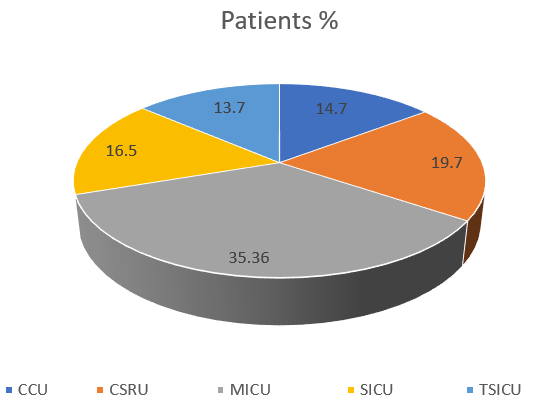 Patients %
13.7
14.7
16.5
19.7
35.36
CCU CSRU MICU SICU TSICU